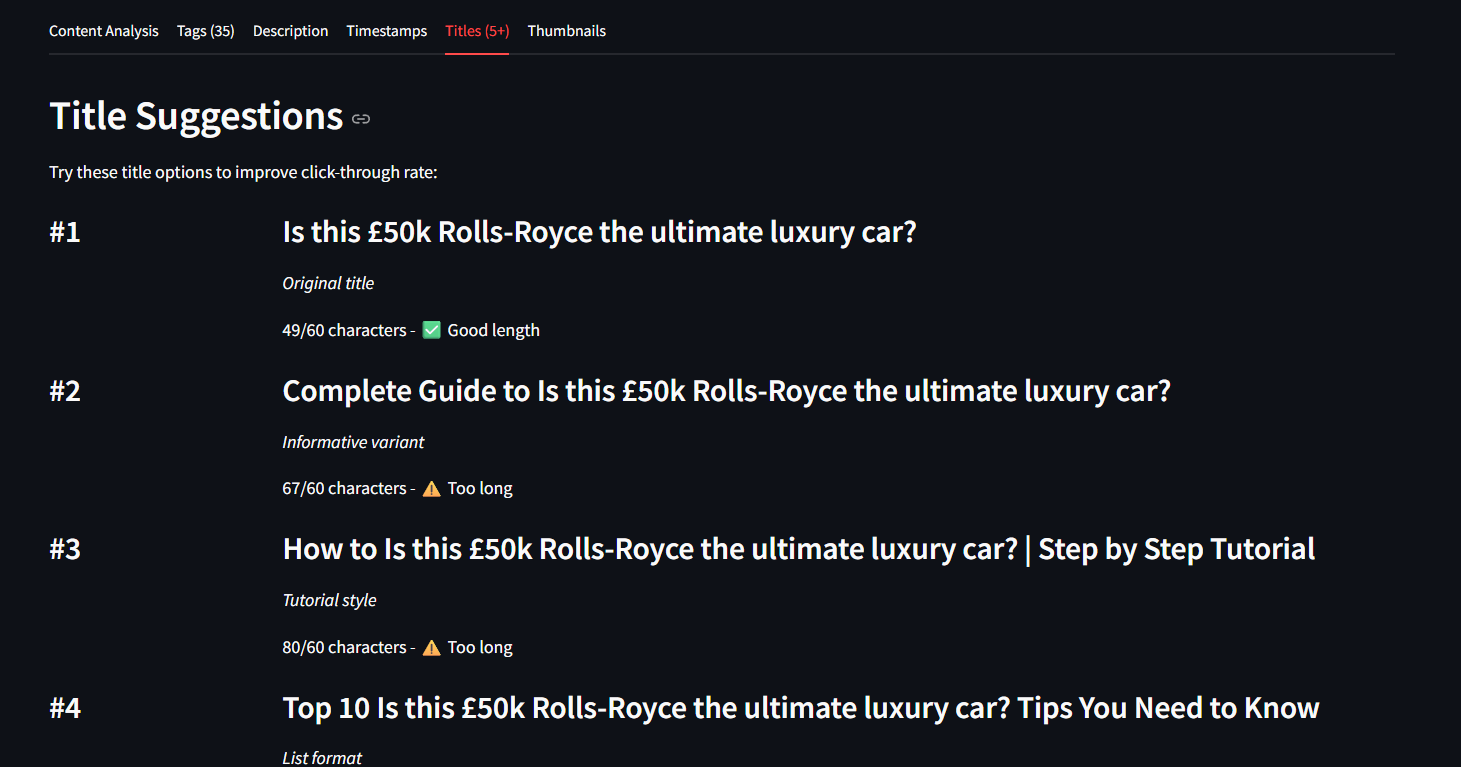 Content Analysis Tags (35) Description Timestamps Titles (5+) Thumbnails
Title Suggestions
Try these title options to improve click-through rate:
#1 Is this £50k Rolls-Royce the ultimate luxury car?
Original title
49/60 characters - ✅ Good length
#2 Complete Guide to Is this £50k Rolls-Royce the ultimate luxury car?
Informative variant
67/60 characters - ⚠️ Too long
#3 How to Is this £50k Rolls-Royce the ultimate luxury car? | Step by Step Tutorial
Tutorial style
80/60 characters - ⚠️ Too long
#4 Top 10 Is this £50k Rolls-Royce the ultimate luxury car? Tips You Need to Know
List format